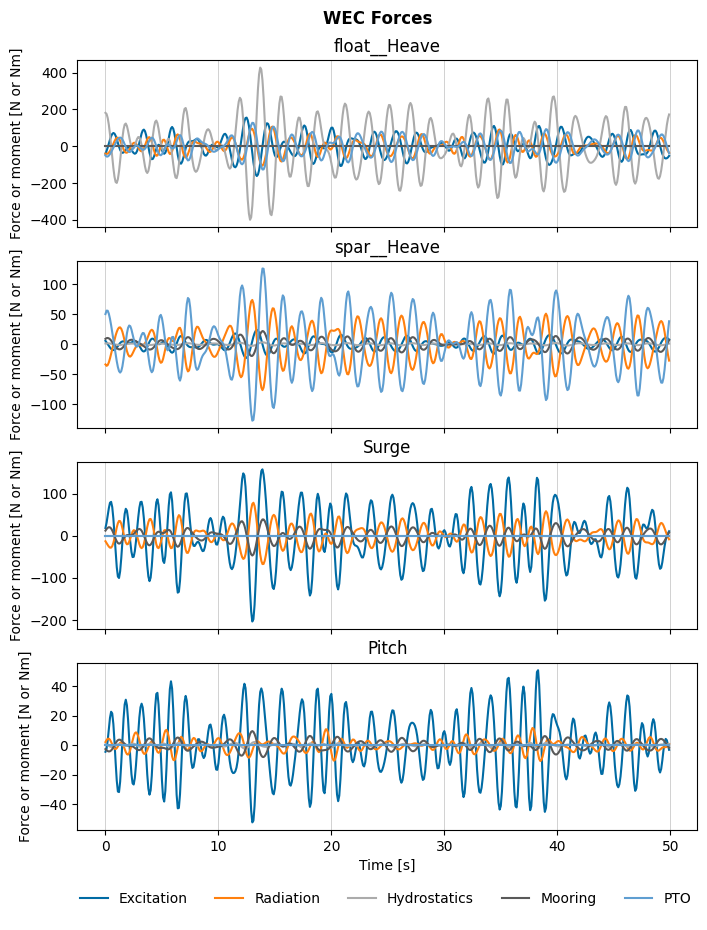 WEC Forces
float__Heave
Force or moment [N or Nm]
400
200
0
−200
−400
spar__Heave
Force or moment [N or Nm]
100
50
0
−50
−100
Surge
Force or moment [N or Nm]
100
0
−100
−200
Pitch
Force or moment [N or Nm]
40
20
0
−20
−40
0 10 20 30 40 50
Time [s]
Excitation Radiation Hydrostatics Mooring PTO